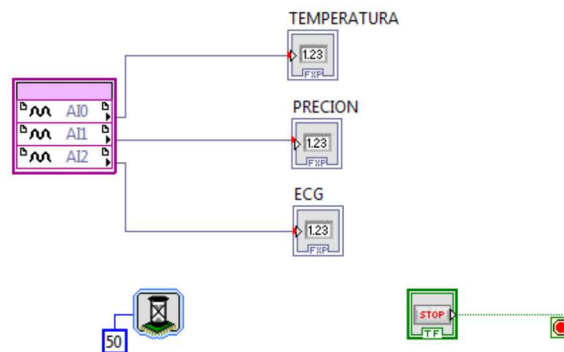 TEMPERATURA
1.23
FXP
AI0
AI1
AI2
PRECION
1.23
FXP
ECG
1.23
FXP
50
STOP
TF